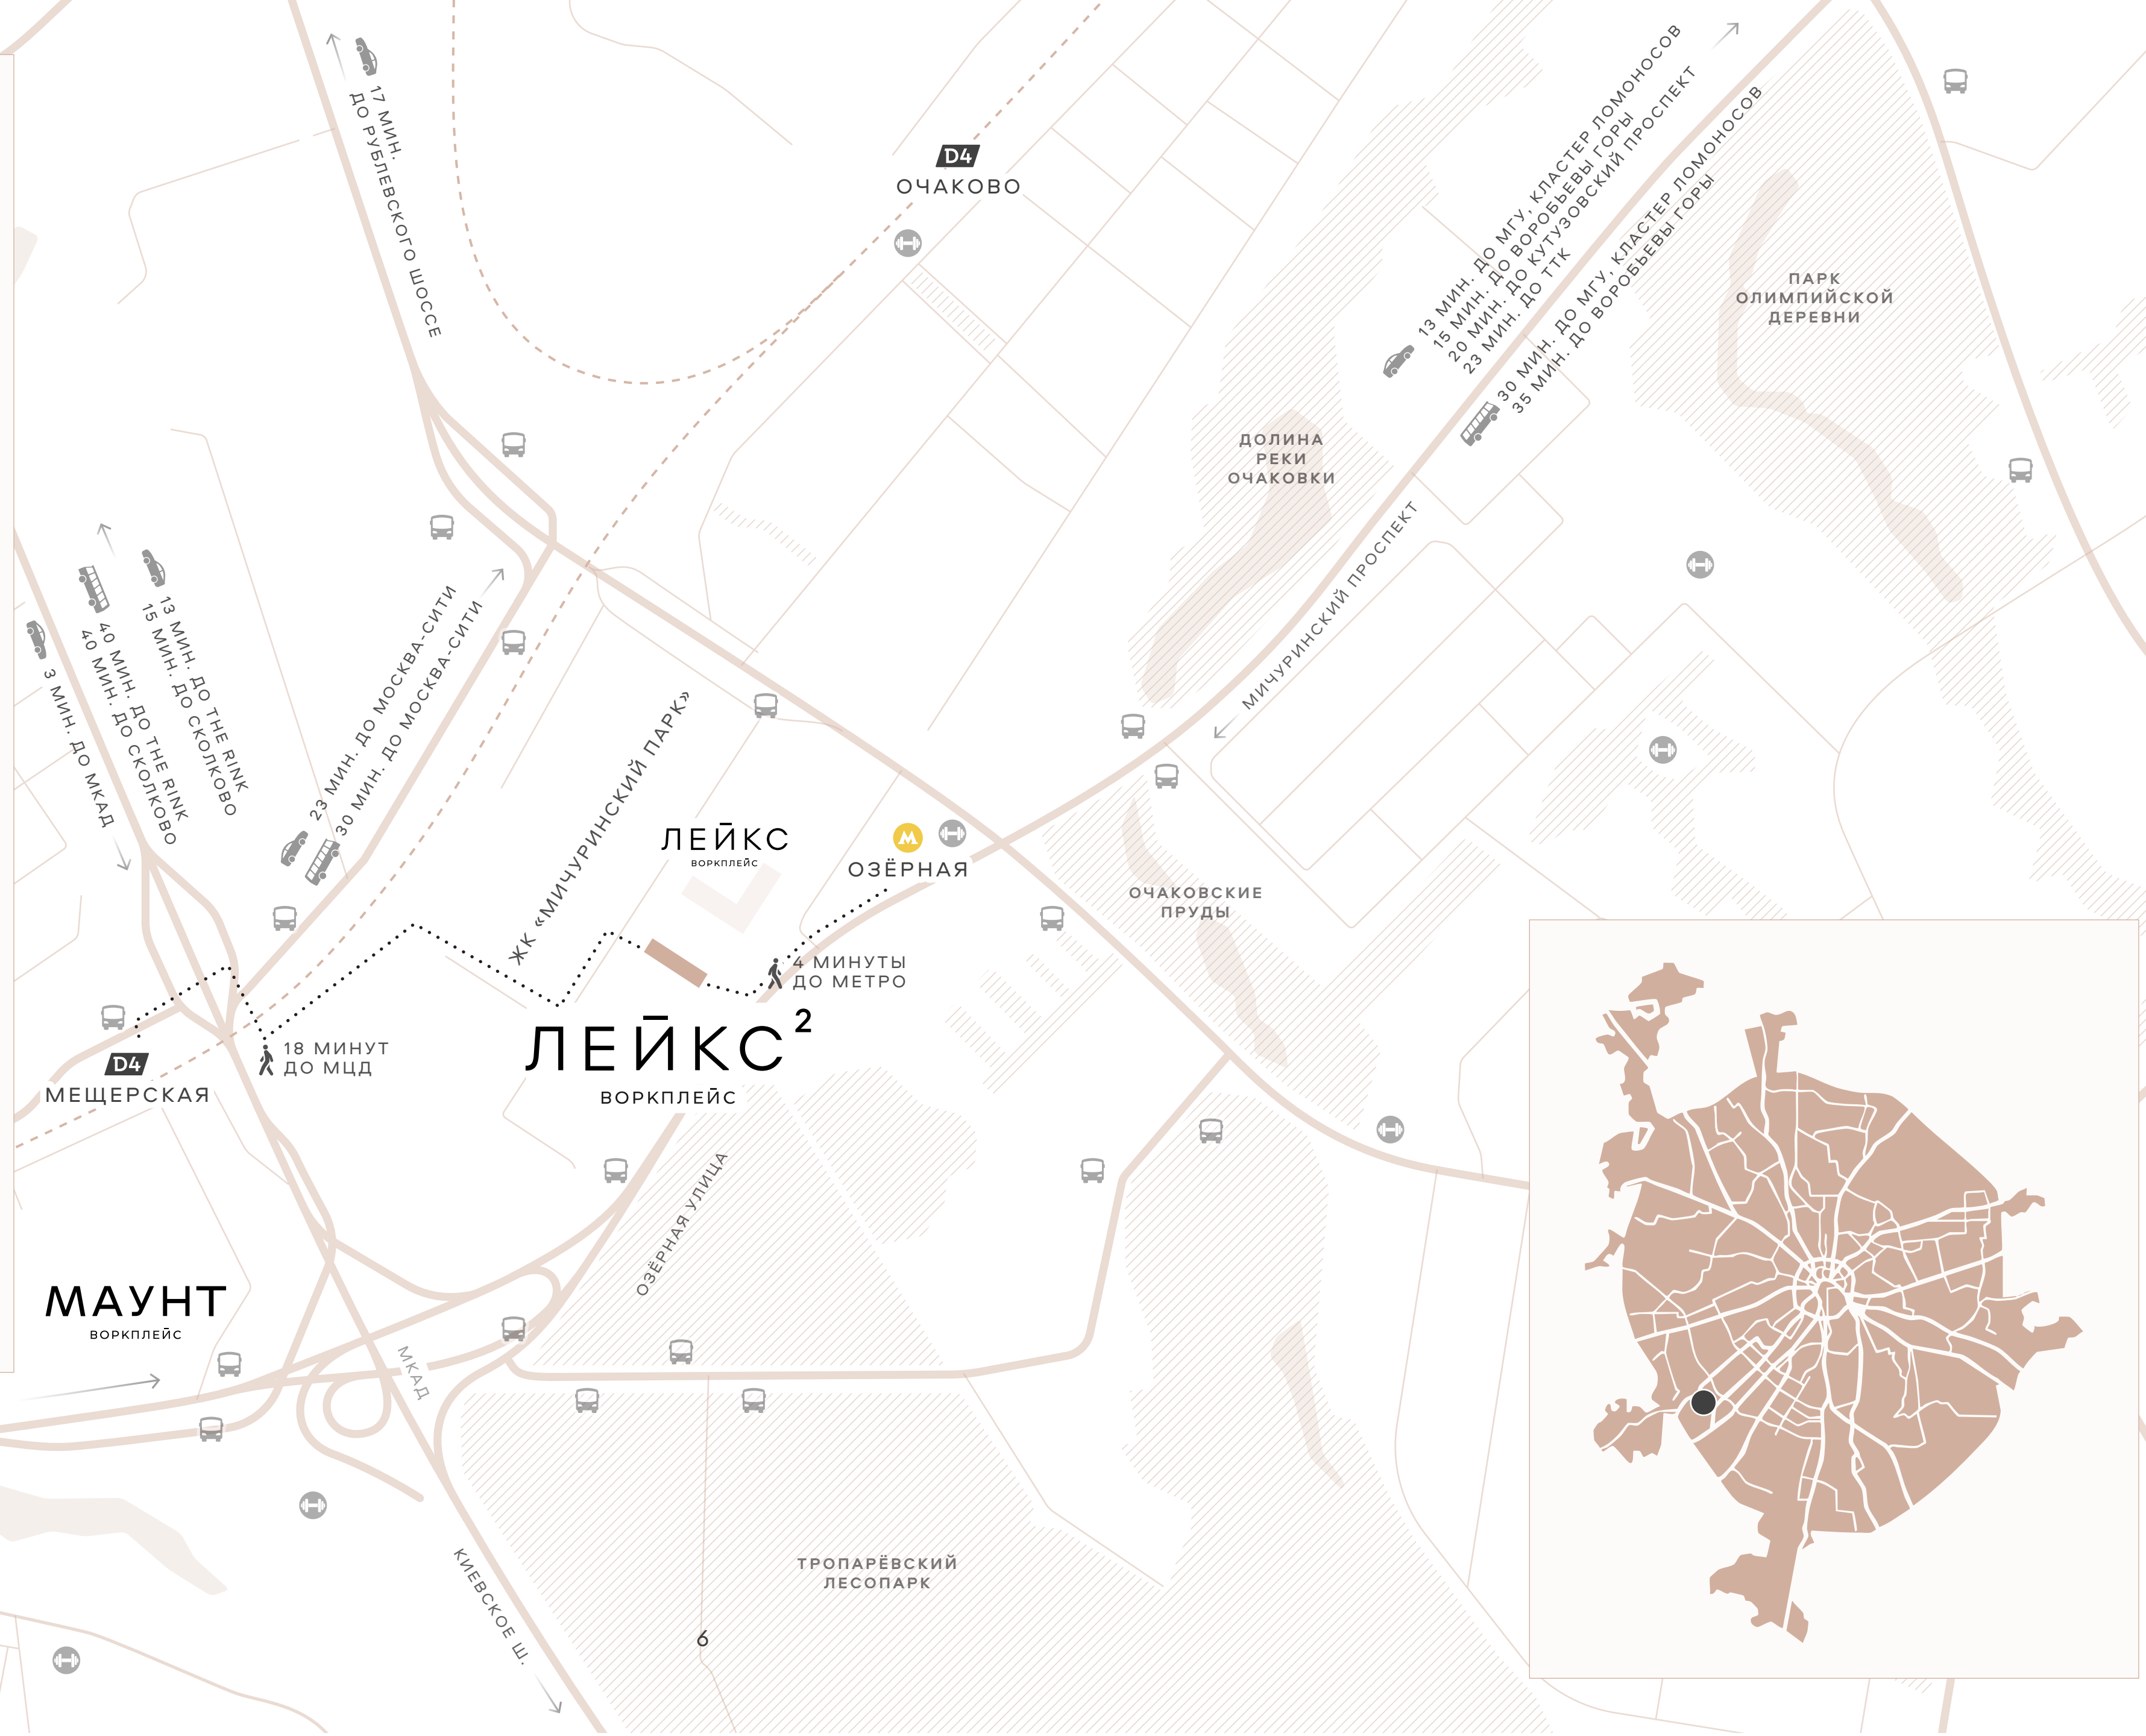 17 МИН.
ДО РУБЛЕВСКОГО ШОССЕ
D4
ОЧАКОВО
13 МИН. ДО МГУ, КЛАСТЕР ЛОМОНОСОВ
15 МИН. ДО ВОРОБЬЕВЫ ГОРЫ
20 МИН. ДО КУТУЗОВСКИЙ ПРОСПЕКТ
23 МИН. ДО ТТК
30 МИН. ДО МГУ, КЛАСТЕР ЛОМОНОСОВ
35 МИН. ДО ВОРОБЬЕВЫ ГОРЫ
ПАРК
ОЛИМПИЙСКОЙ
ДЕРЕВНИ
ДОЛИНА
РЕКИ
ОЧАКОВКИ
МИЧУРИНСКИЙ ПРОСПЕКТ
13 МИН. ДО THE RINK
15 МИН. ДО СКОЛКОВО
40 МИН. ДО THE RINK
40 МИН. ДО СКОЛКОВО
3 МИН. ДО МКАД
23 МИН. ДО МОСКВА-СИТИ
30 МИН. ДО МОСКВА-СИТИ
ЖК «МИЧУРИНСКИЙ ПАРК»
ЛЕЙКС
ВОРКПЛЕЙС
М
ОЗЁРНАЯ
ОЧАКОВСКИЕ
ПРУДЫ
4 МИНУТЫ
ДО МЕТРО
ЛЕЙКС²
ВОРКПЛЕЙС
18 МИНУТ
ДО МЦД
D4
МЕЩЕРСКАЯ
ОЗЁРНАЯ УЛИЦА
МАУНТ
ВОРКПЛЕЙС
МКАД
КИЕВСКОЕ Ш.
ТРОПАРЁВСКИЙ
ЛЕСОПАРК
6